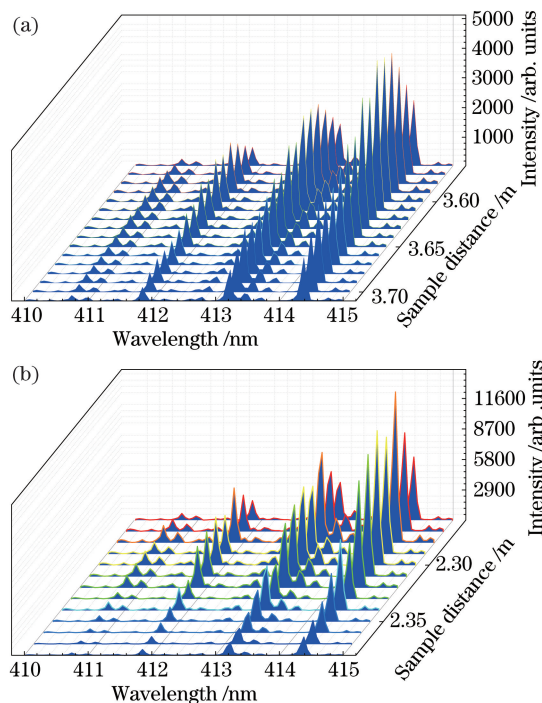 (a)
5000
4000
3000
2000
1000
Intensity /arb. units
3.60
3.65
3.70
Sample distance /m
410 411 412 413 414 415
Wavelength /nm
(b)
11600
8700
5800
2900
Intensity /arb .units
2.30
2.35
Sample distance /m
410 411 412 413 414 415
Wavelength /nm